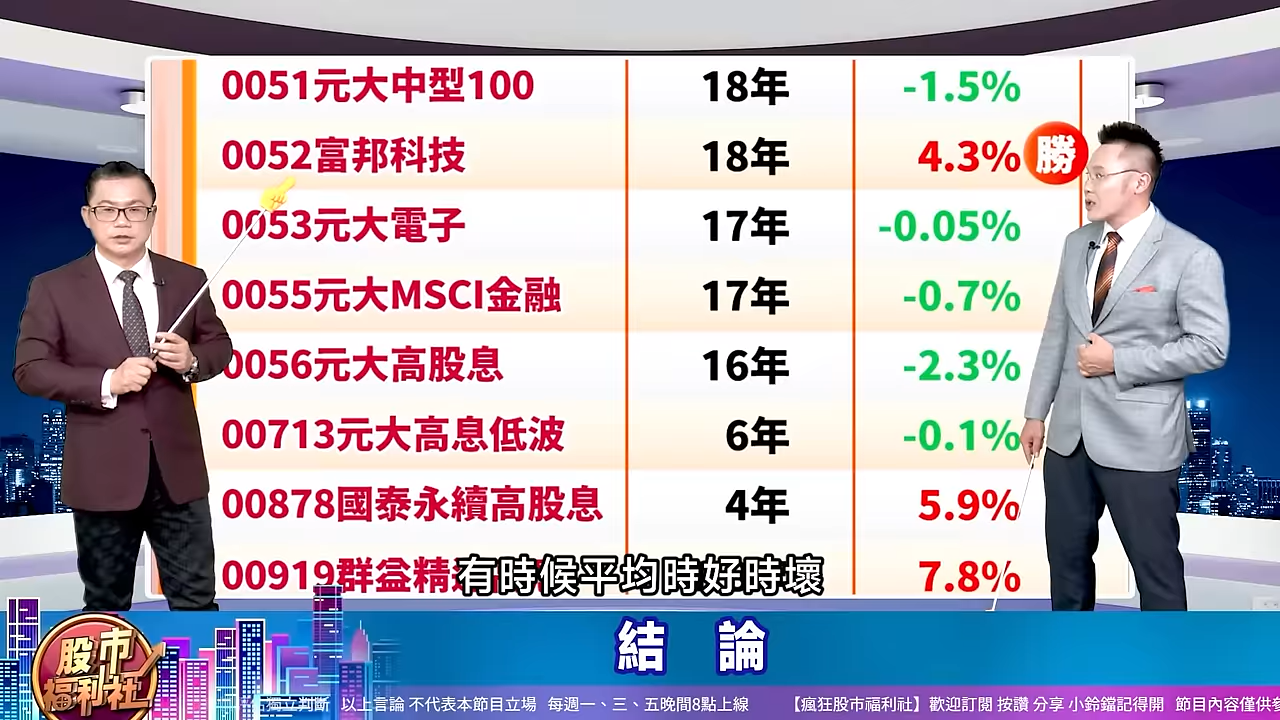 0051元大中型100 18年 -1.5%
0052富邦科技 18年 4.3% 勝
0053元大電子 17年 -0.05%
0055元大MSCI金融 17年 -0.7%
0056元大高股息 16年 -2.3%
00713元大高息低波 6年 -0.1%
00878國泰永續高股息 4年 5.9%
00919群益精 7.8%
有時候平均時好時壞
結 論
股市
福利社
獨立判斷 以上言論 不代表本節目立場 每週一、三、五晚間8點上線 【瘋狂股市福利社】歡迎訂閱 按讚 分享 小鈴鐺記得開 節目內容僅供